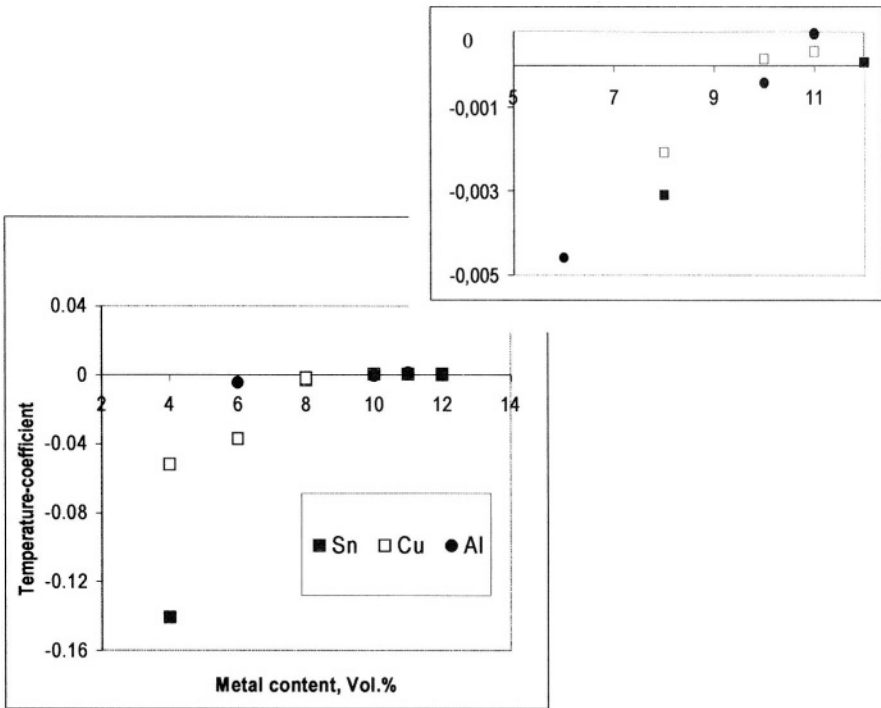 0
5 7 9 11
-0,001
-0,003
-0,005
0.04
0
2 4 6 8 10 12 14
-0.04
-0.08
-0.12
-0.16
Temperature-coefficient
Sn Cu Al
Metal content, Vol.%